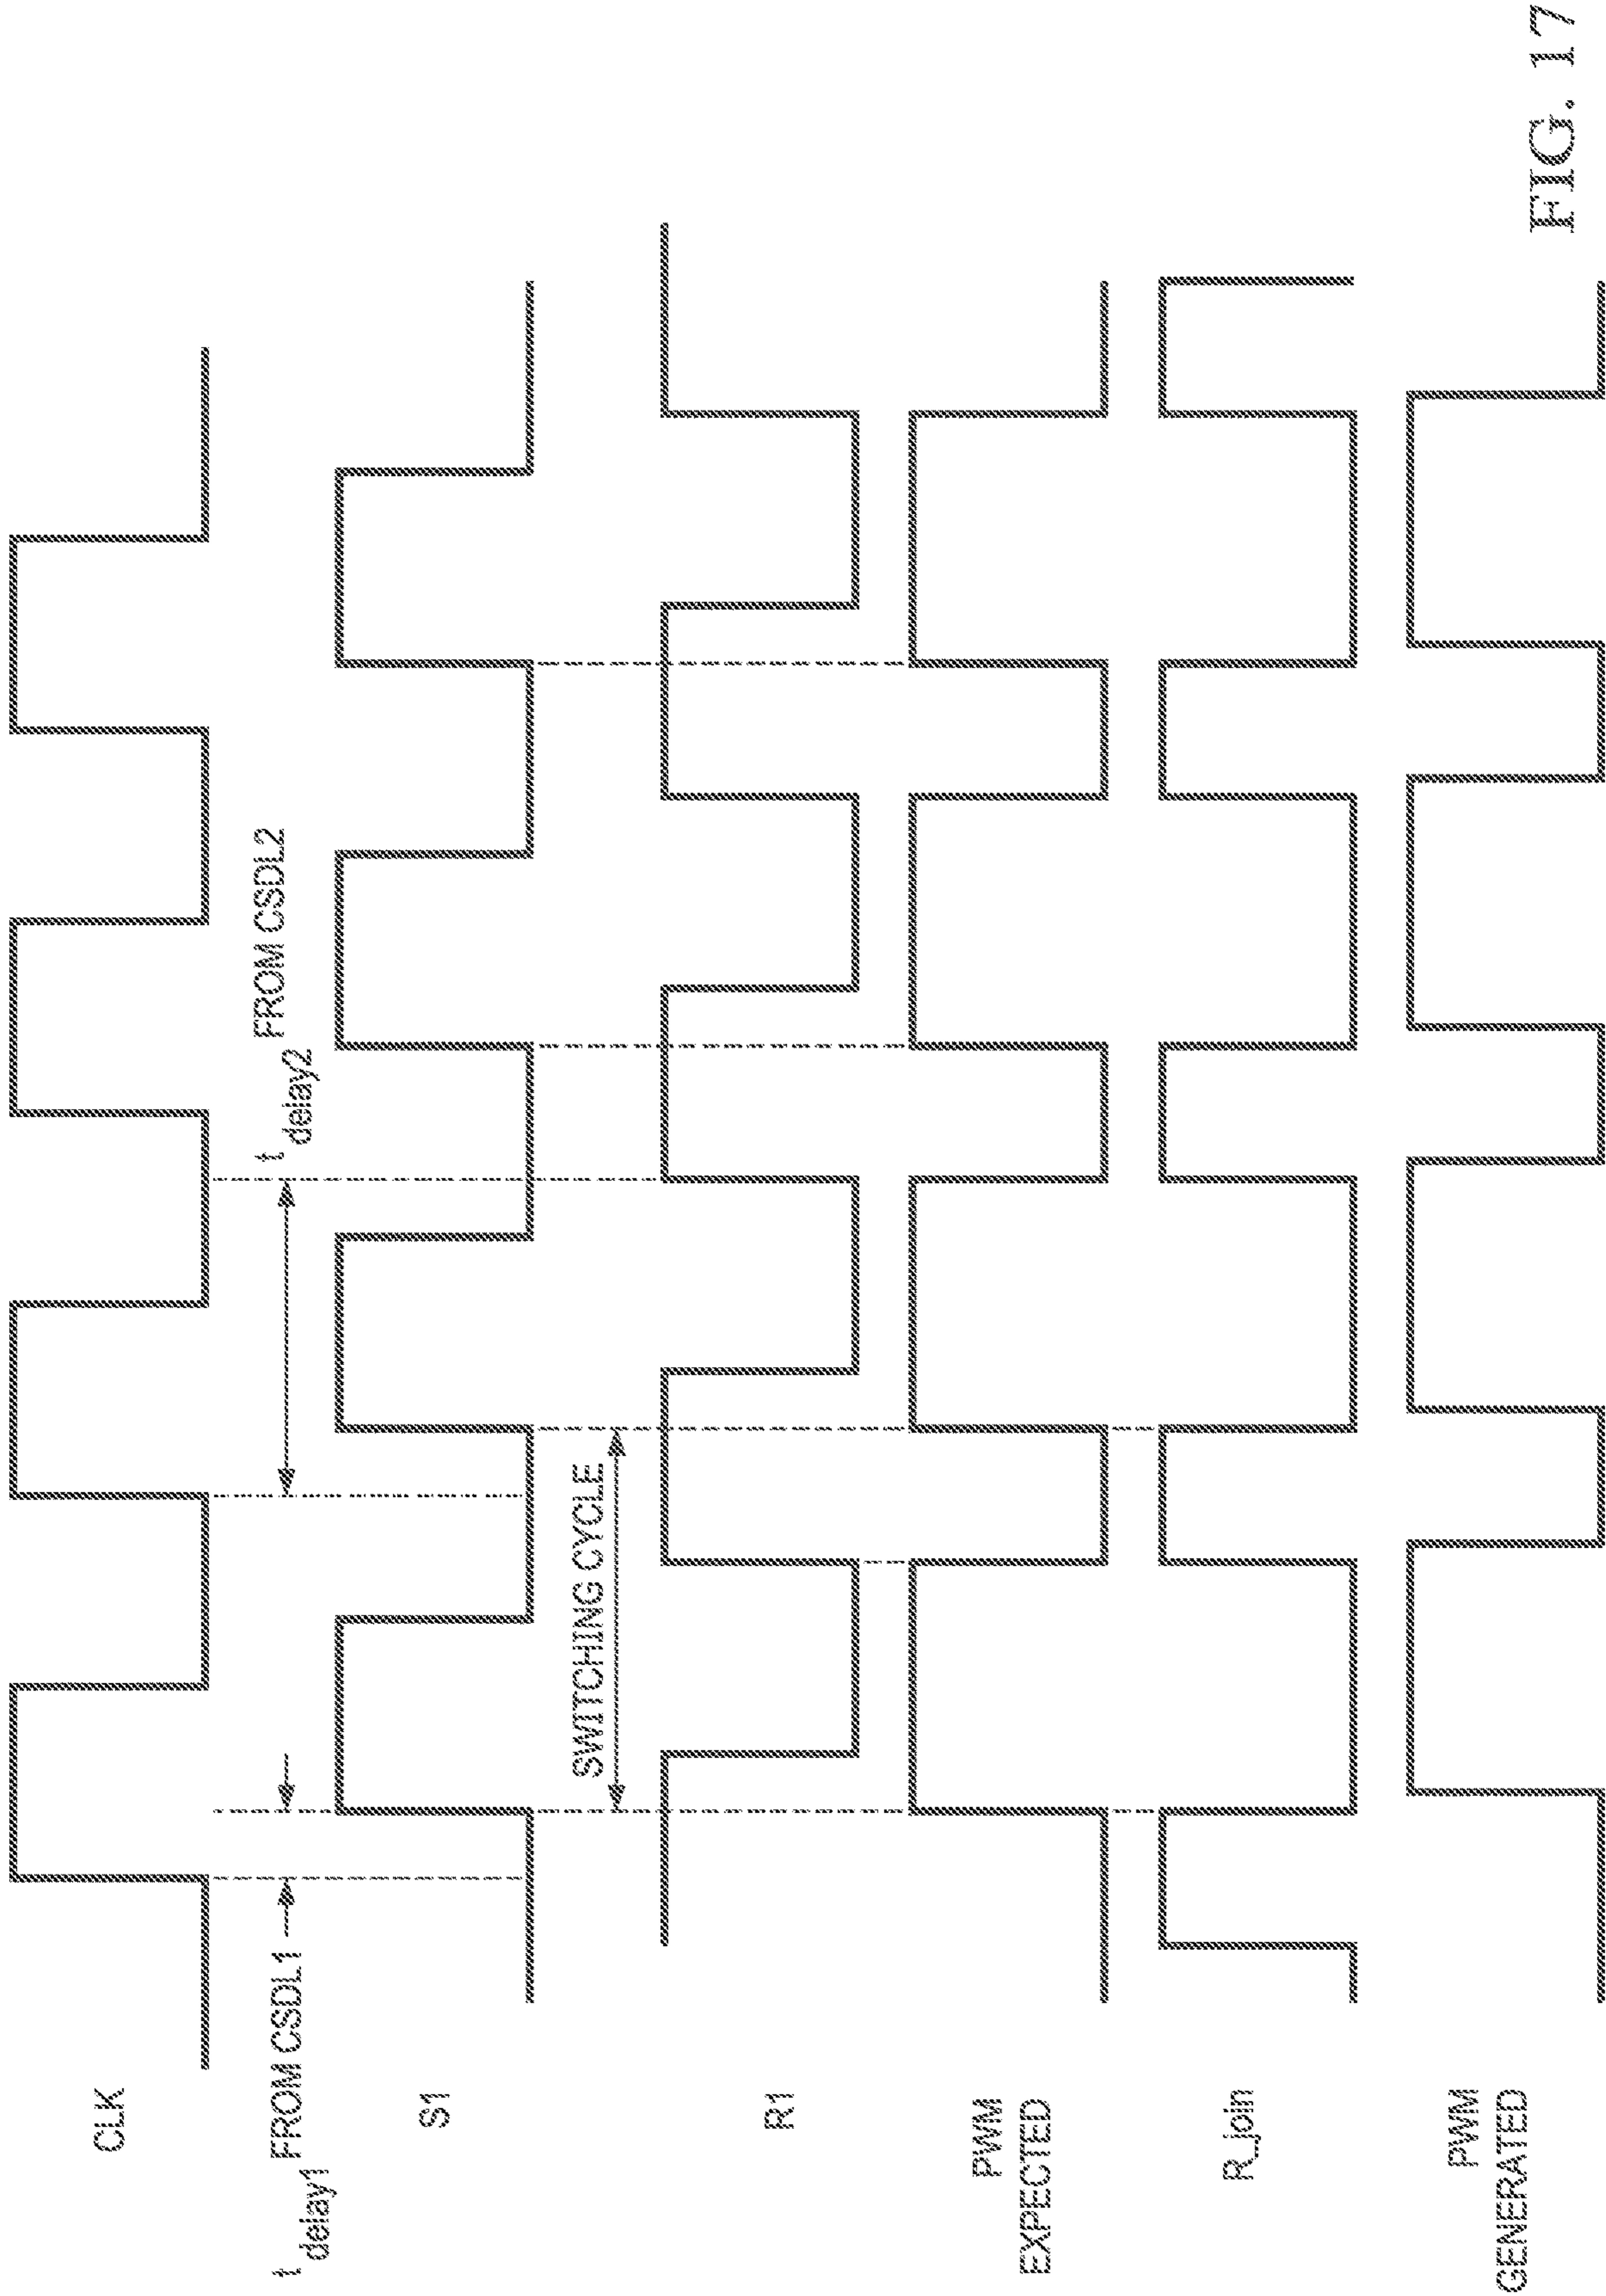 CLK
t delay1 FROM CSDL1
t delay2 FROM CSDL2
S1
SWITCHING CYCLE
R1
PWM
EXPECTED
R_join
PWM
GENERATED
FIG. 17